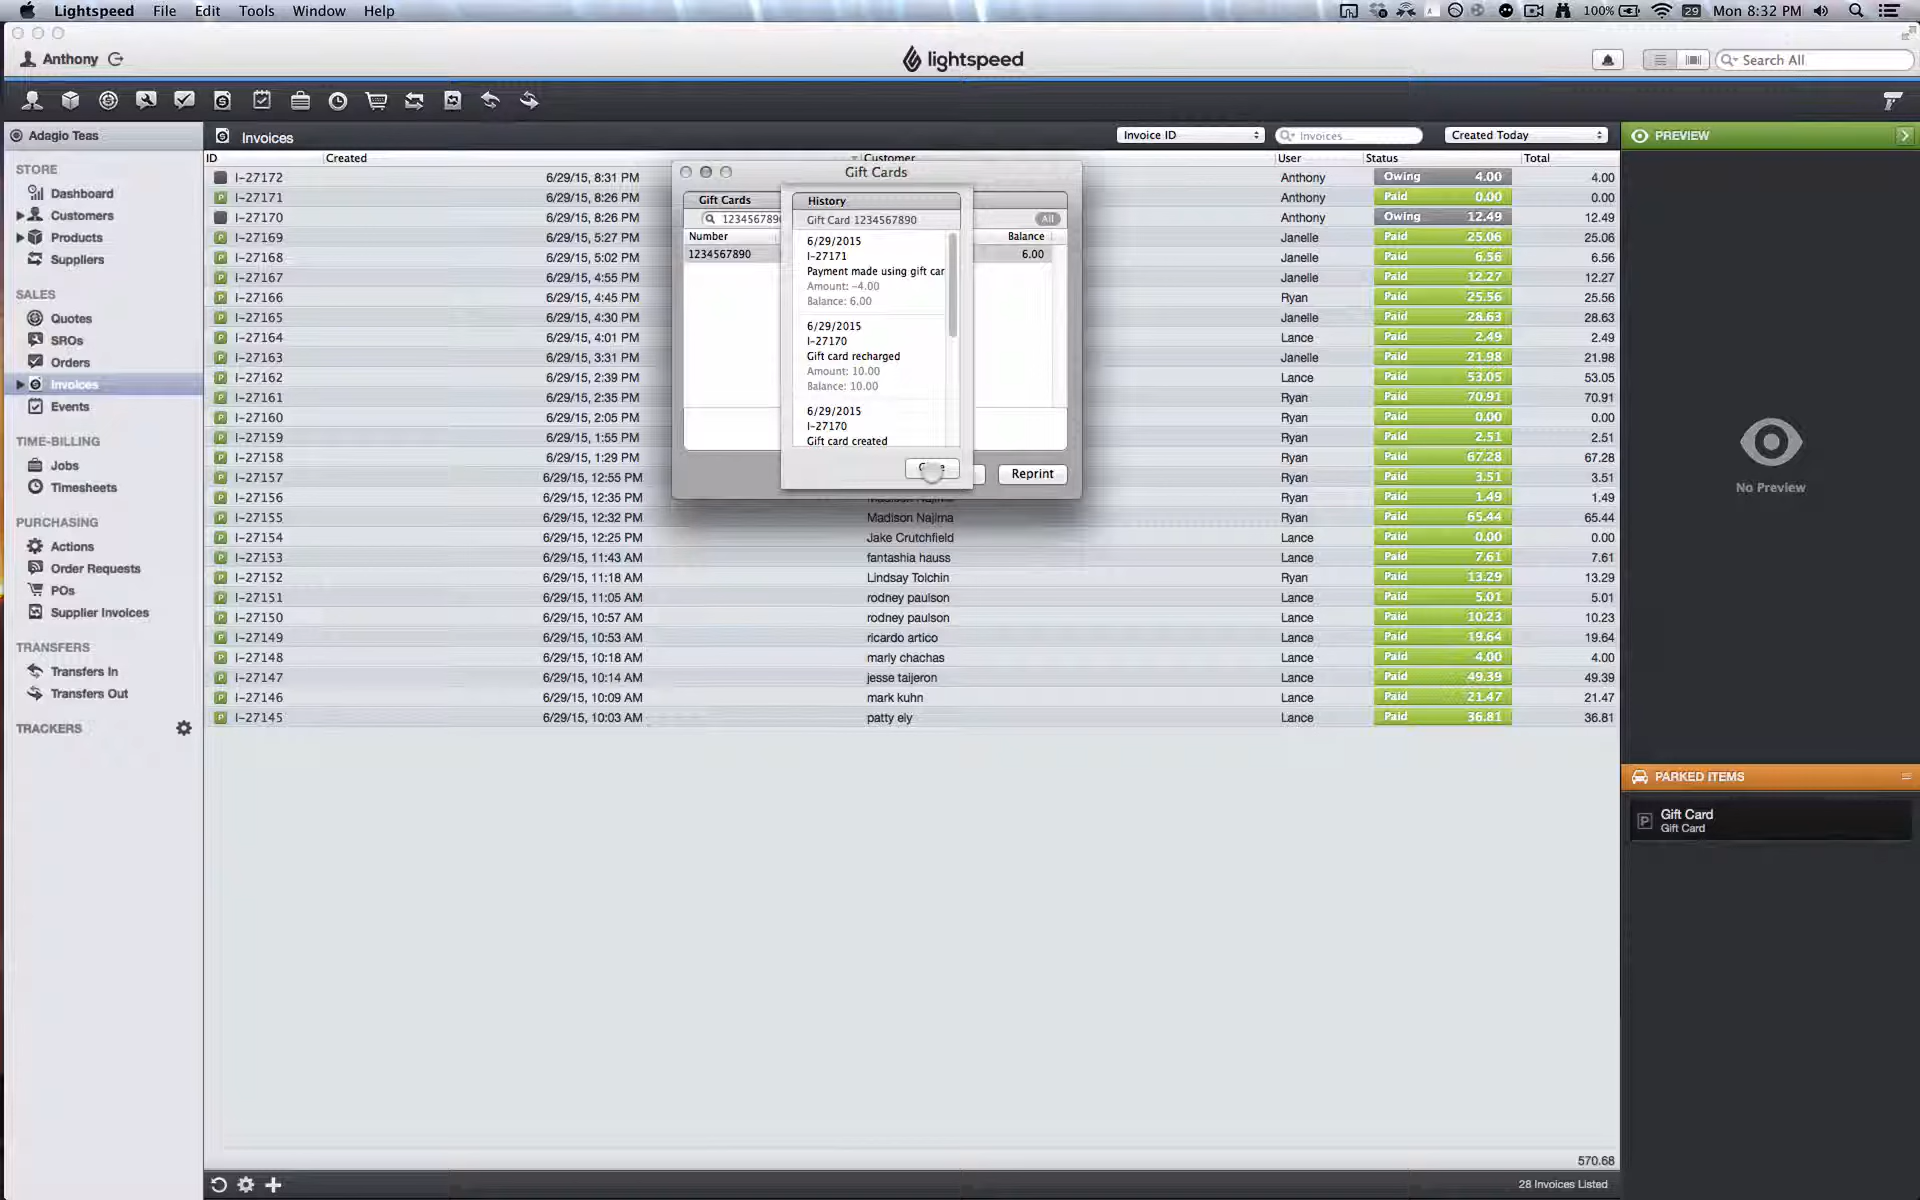 Lightspeed File Edit Tools Window Help
100% 29 Mon 8:32 PM
Anthony
lightspeed
Search All
Adagio Teas
STORE
Dashboard
Customers
Products
Suppliers
SALES
Quotes
SROs
Orders
Invoices
Events
TIME-BILLING
Jobs
Timesheets
PURCHASING
Actions
Order Requests
POs
Supplier Invoices
TRANSFERS
Transfers In
Transfers Out
TRACKERS
Invoices
Invoice ID
Invoices...
Created Today
ID Created Customer User Status Total
I-27172 6/29/15, 8:31 PM Anthony Owing 4.00 4.00
I-27171 6/29/15, 8:26 PM Anthony Paid 0.00 0.00
I-27170 6/29/15, 8:26 PM Anthony Owing 12.49 12.49
I-27169 6/29/15, 5:27 PM Janelle Paid 25.06 25.06
I-27168 6/29/15, 5:02 PM Janelle Paid 6.56 6.56
I-27167 6/29/15, 4:55 PM Janelle Paid 12.27 12.27
I-27166 6/29/15, 4:45 PM Ryan Paid 25.56 25.56
I-27165 6/29/15, 4:30 PM Janelle Paid 28.63 28.63
I-27164 6/29/15, 4:01 PM Lance Paid 2.49 2.49
I-27163 6/29/15, 3:31 PM Janelle Paid 21.98 21.98
I-27162 6/29/15, 2:39 PM Lance Paid 53.05 53.05
I-27161 6/29/15, 2:35 PM Ryan Paid 70.91 70.91
I-27160 6/29/15, 2:05 PM Ryan Paid 0.00 0.00
I-27159 6/29/15, 1:55 PM Ryan Paid 2.51 2.51
I-27158 6/29/15, 1:29 PM Ryan Paid 67.28 67.28
I-27157 6/29/15, 12:55 PM Ryan Paid 3.51 3.51
I-27156 6/29/15, 12:35 PM Madison Najima Ryan Paid 1.49 1.49
I-27155 6/29/15, 12:32 PM Madison Najima Ryan Paid 65.44 65.44
I-27154 6/29/15, 12:25 PM Jake Crutchfield Lance Paid 0.00 0.00
I-27153 6/29/15, 11:43 AM fantashia hauss Lance Paid 7.61 7.61
I-27152 6/29/15, 11:18 AM Lindsay Tolchin Ryan Paid 13.29 13.29
I-27151 6/29/15, 11:05 AM rodney paulson Lance Paid 5.01 5.01
I-27150 6/29/15, 10:57 AM rodney paulson Lance Paid 10.23 10.23
I-27149 6/29/15, 10:53 AM ricardo artico Lance Paid 19.64 19.64
I-27148 6/29/15, 10:18 AM marly chachas Lance Paid 4.00 4.00
I-27147 6/29/15, 10:14 AM jesse taijeron Lance Paid 49.39 49.39
I-27146 6/29/15, 10:09 AM mark kuhn Lance Paid 21.47 21.47
I-27145 6/29/15, 10:03 AM patty ely Lance Paid 36.81 36.81
570.68
28 Invoices Listed
Gift Cards
Gift Cards
1234567890
All
Number Balance
1234567890 6.00
Reprint
History
Gift Card 1234567890
6/29/2015
I-27171
Payment made using gift car
Amount: -4.00
Balance: 6.00
6/29/2015
I-27170
Gift card recharged
Amount: 10.00
Balance: 10.00
6/29/2015
I-27170
Gift card created
PREVIEW
No Preview
PARKED ITEMS
P
Gift Card
Gift Card